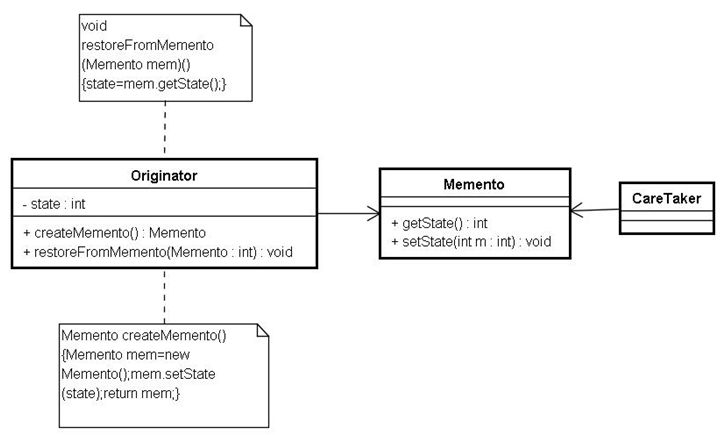 void
restoreFromMemento
(Memento mem)()
{state=mem.getState();}
Originator
- state : int
+ createMemento() : Memento
+ restoreFromMemento(Memento : int) : void
Memento
+ getState() : int
+ setState(int m : int) : void
CareTaker
Memento createMemento()
{Memento mem=new
Memento();mem.setState
(state);return mem;}